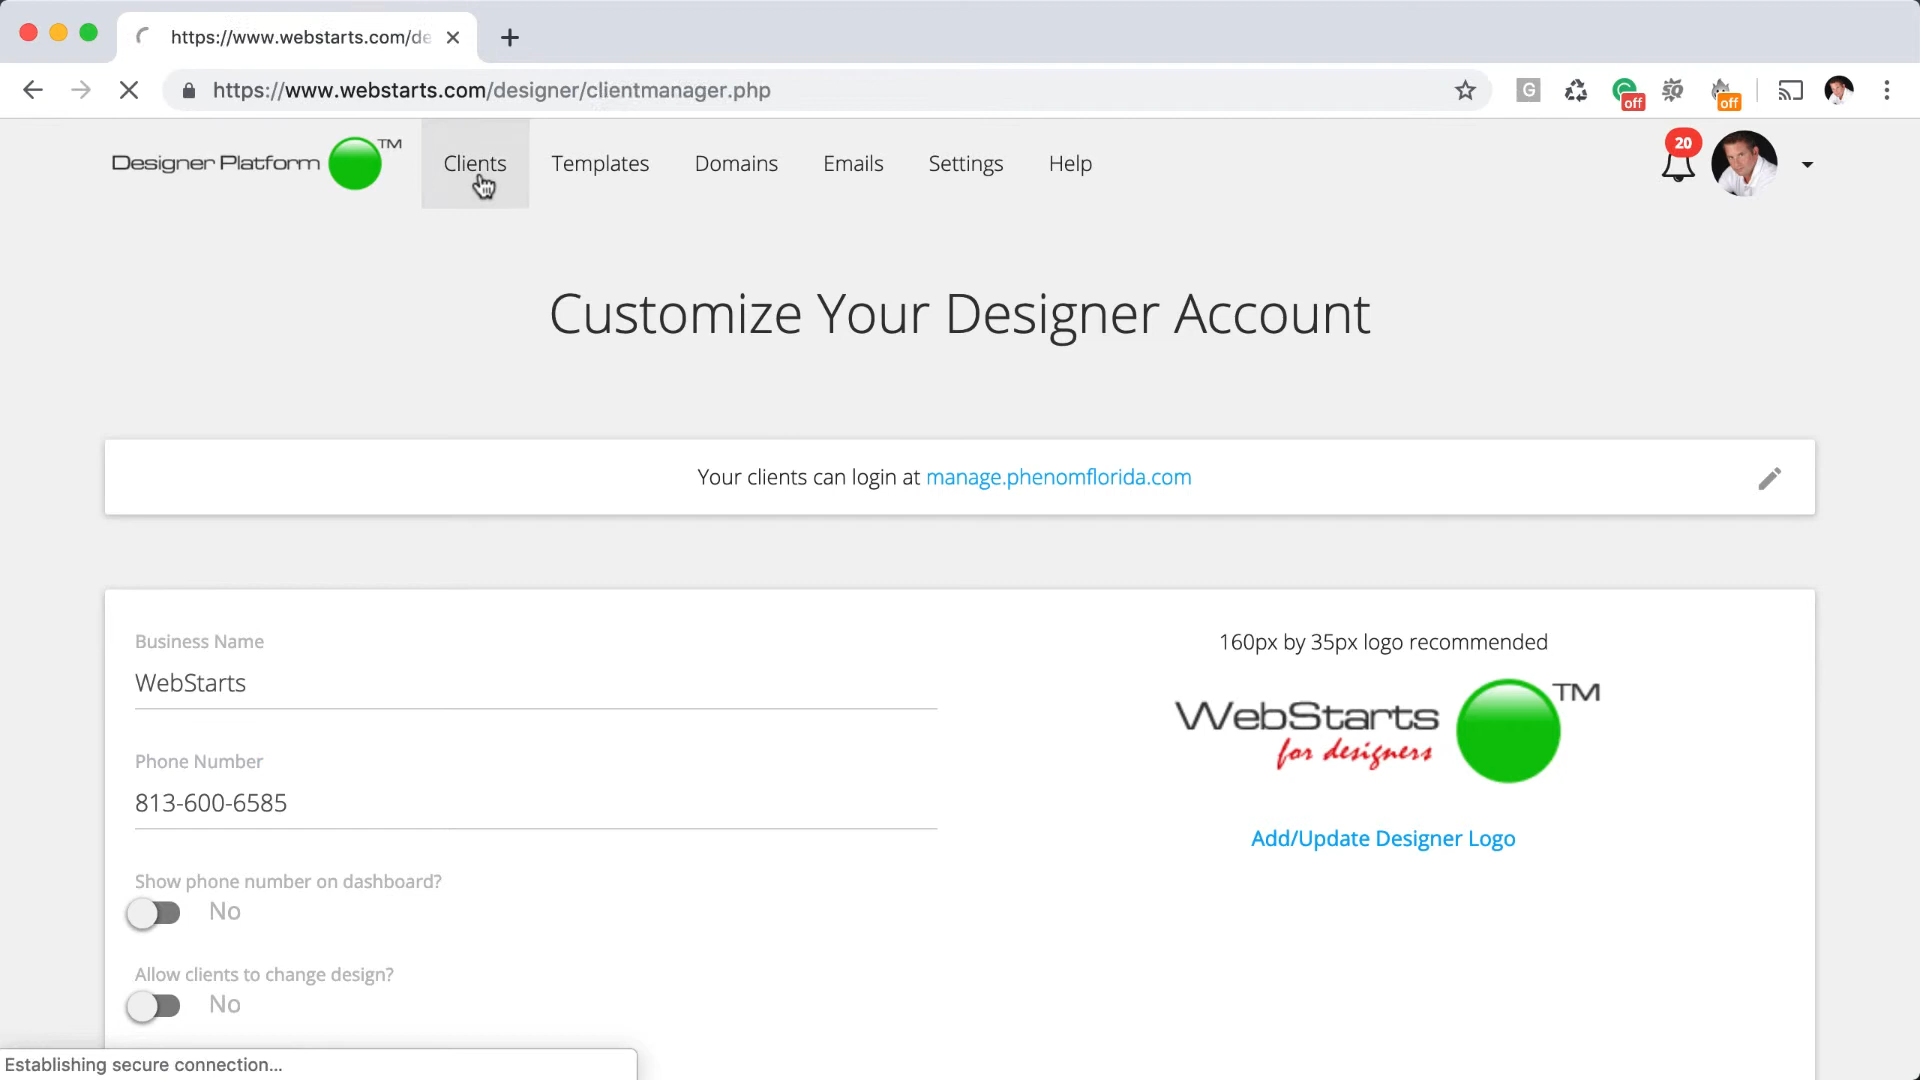 https://www.webstarts.com/de
https://www.webstarts.com/designer/clientmanager.php
G
off
SQ
off
Designer Platform TM
Clients
Templates
Domains
Emails
Settings
Help
20
Customize Your Designer Account
Your clients can login at manage.phenomflorida.com
Business Name
WebStarts
Phone Number
813-600-6585
Show phone number on dashboard?
No
Allow clients to change design?
No
160px by 35px logo recommended
WebStarts TM
for designers
Add/Update Designer Logo
Establishing secure connection...